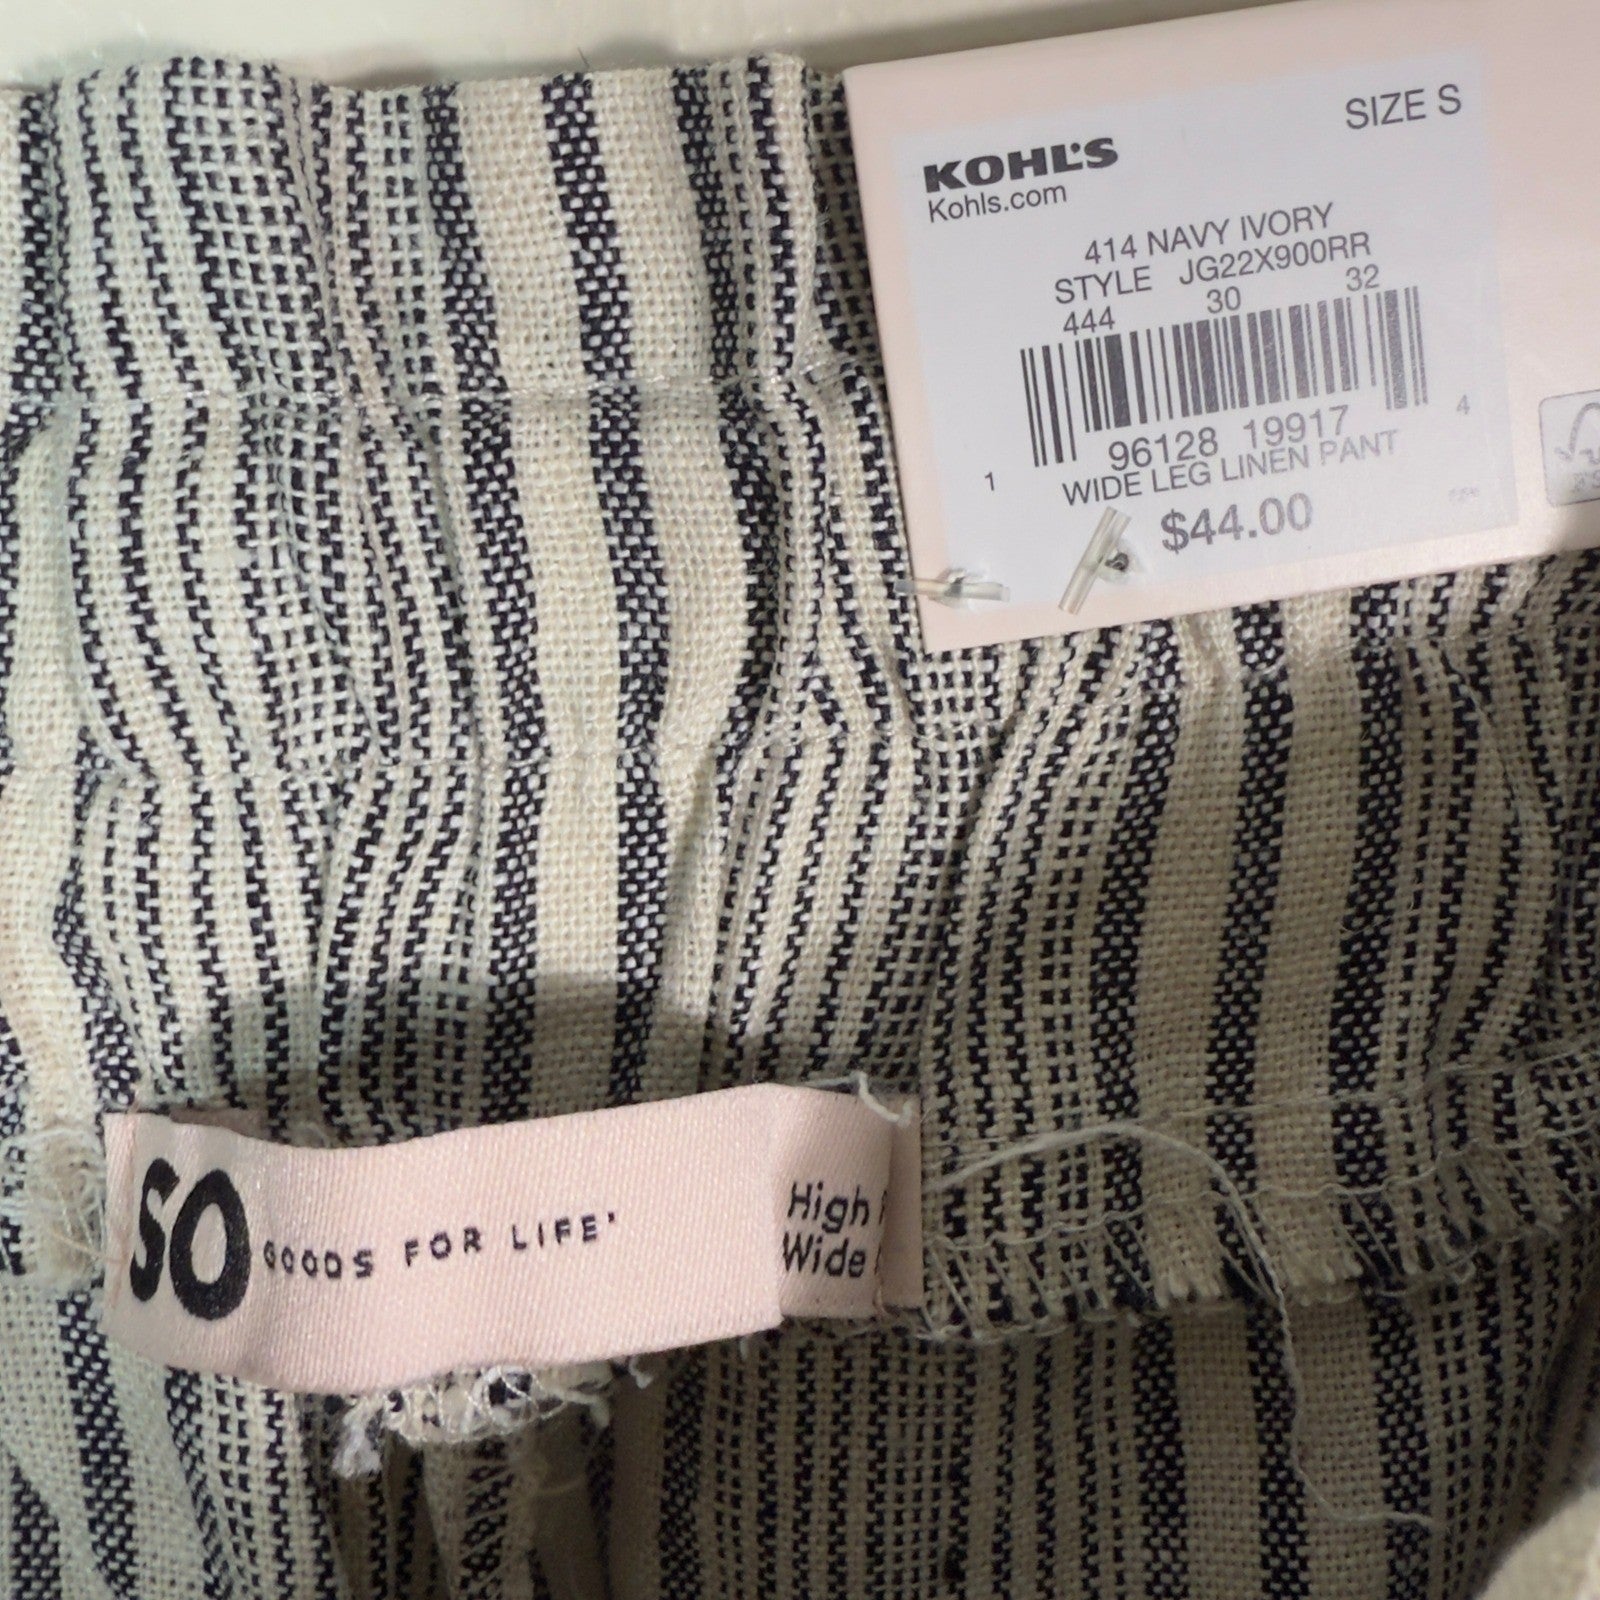 SIZE S
KOHL'S
Kohls.com
414 NAVY IVORY
STYLE JG22X900RR
444 30 32
1 96128 19917 4
WIDE LEG LINEN PANT
$44.00
SO GOODS FOR LIFE
High
Wide